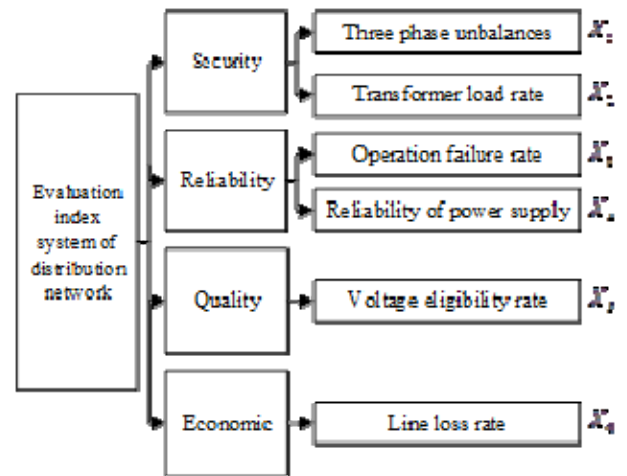 Evaluation
index
system of
distribution
network
Security
Three phase unbalances
Transformer load rate
Reliability
Operation failure rate
Reliability of power supply
Quality
Voltage eligibility rate
Economic
Line loss rate